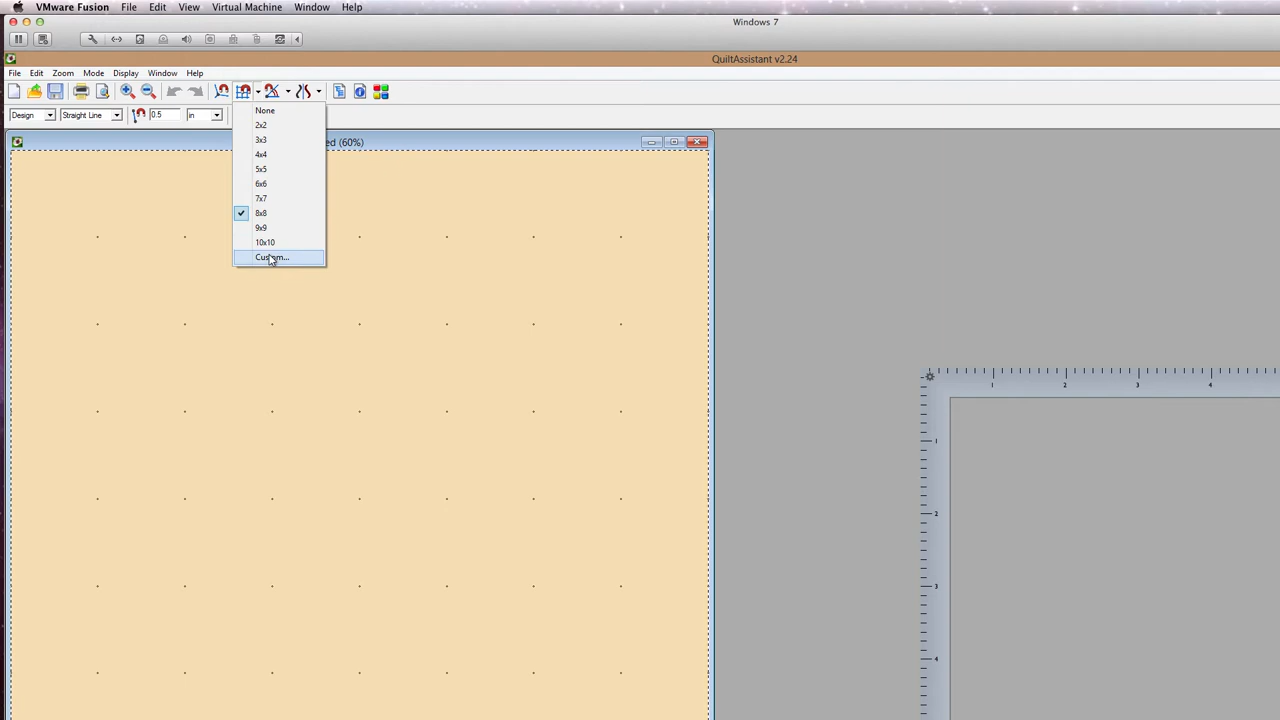 VMware Fusion File Edit View Virtual Machine Window Help
Windows 7
QuiltAssistant v2.24
File Edit Zoom Mode Display Window Help
Design Straight Line 0.5 in
None
ed (60%)
2x2
3x3
4x4
5x5
6x6
7x7
8x8
9x9
10x10
Custom...
1 2 3 4
1
2
3
4